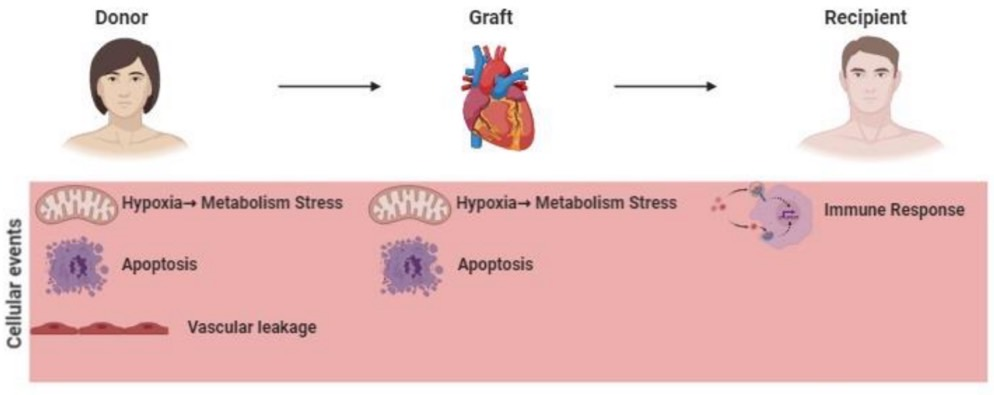 Donor
Graft
Recipient
Cellular events
Hypoxia→ Metabolism Stress
Hypoxia→ Metabolism Stress
Immune Response
Apoptosis
Apoptosis
Vascular leakage